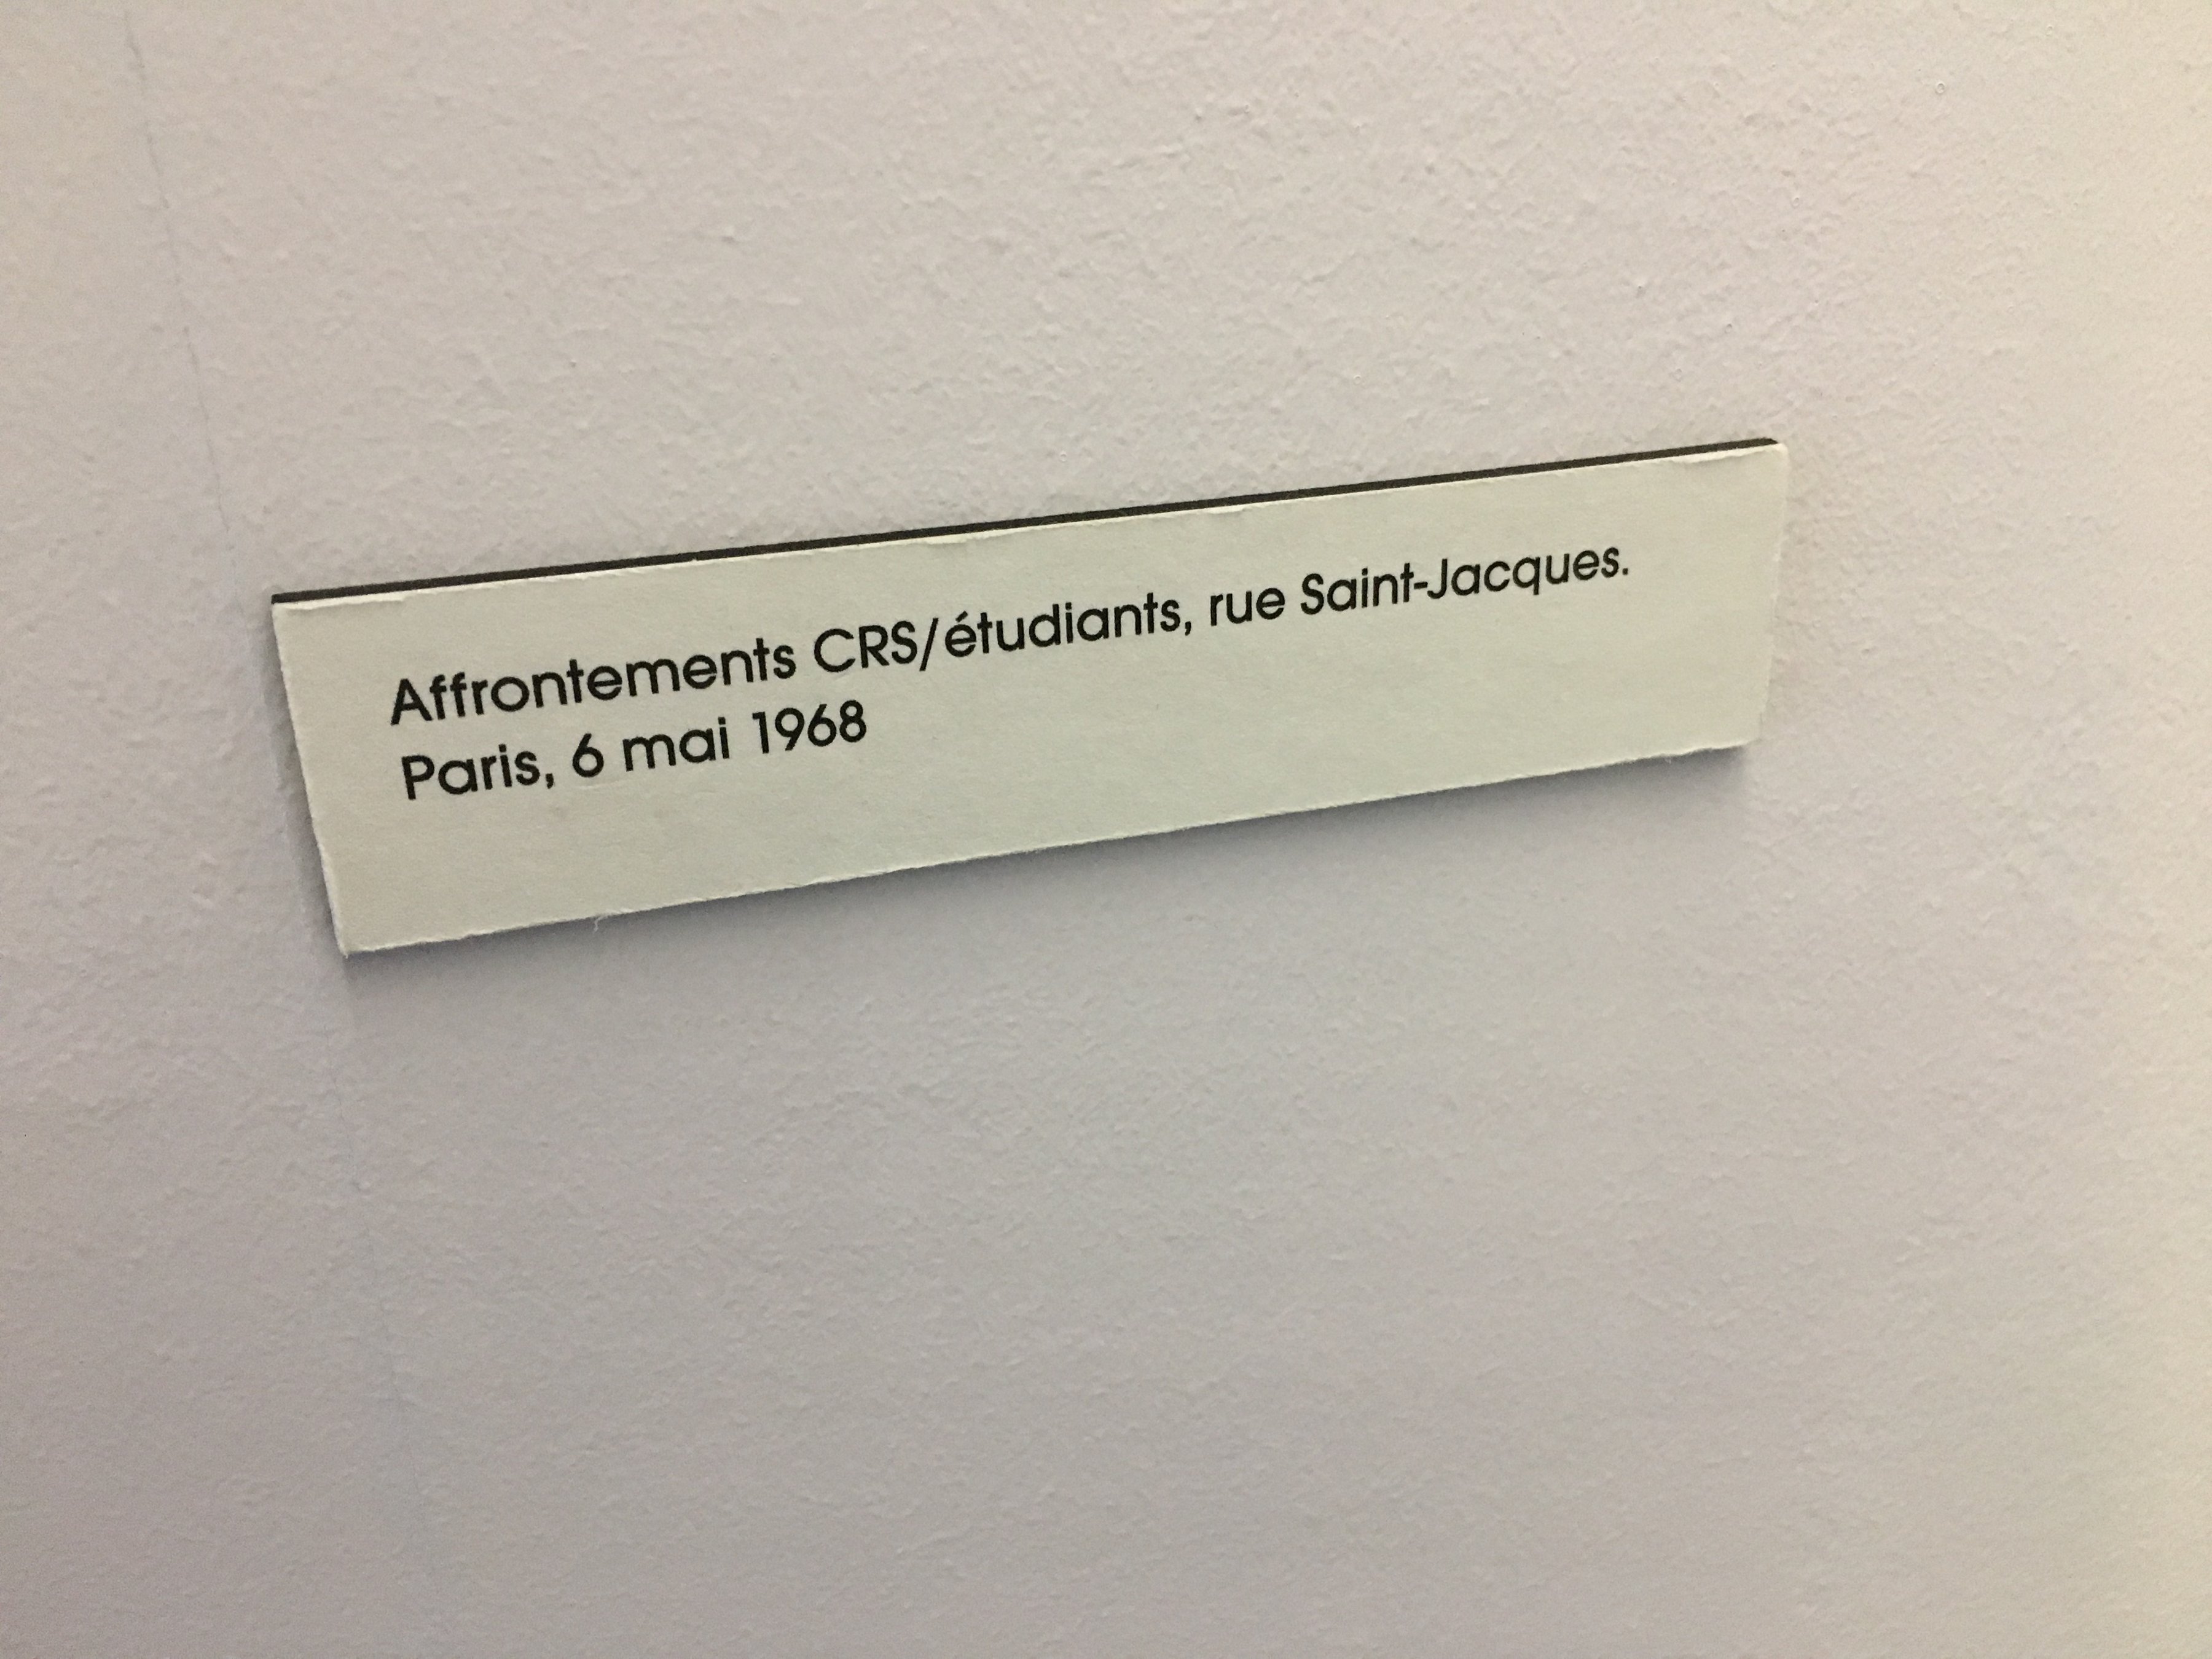 Affrontements CRS/étudiants, rue Saint-Jacques.
Paris, 6 mai 1968